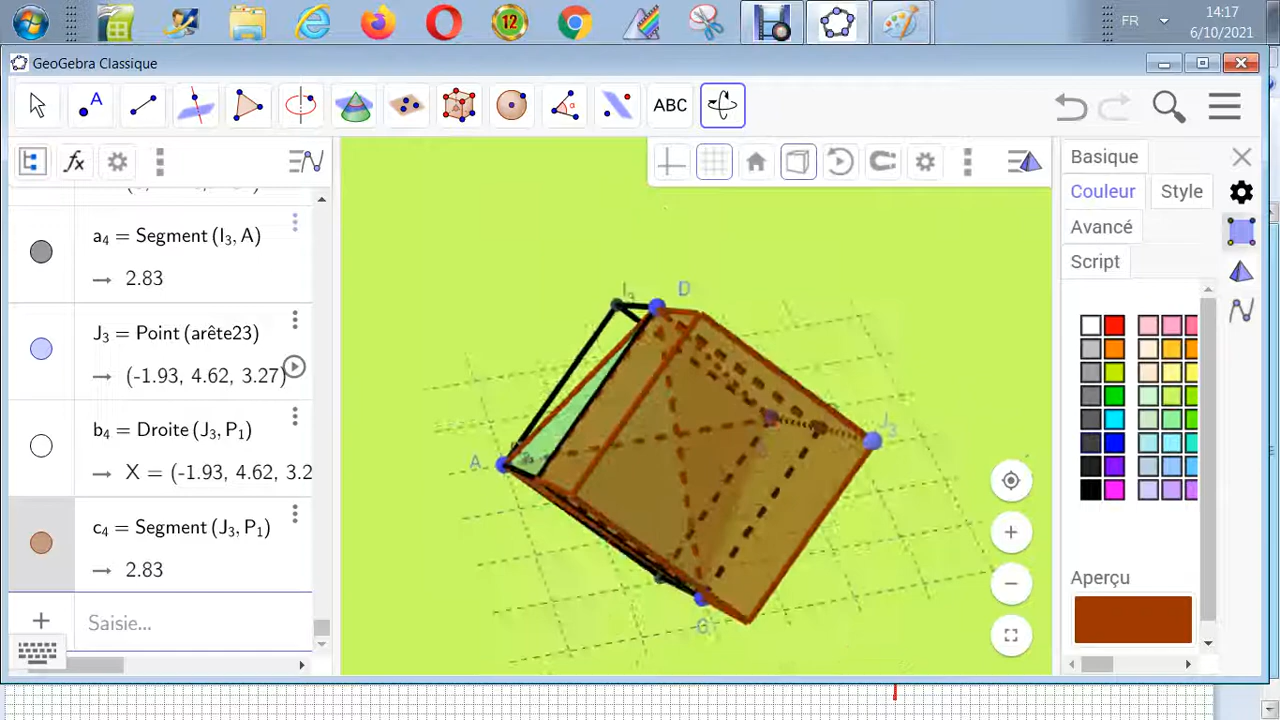 12
FR
14:17
6/10/2021
GeoGebra Classique
A
ABC
fx
Basique
Couleur
Style
Avancé
Script
a₄ = Segment (I₃, A)
→ 2.83
J₃ = Point (arête23)
→ (-1.93, 4.62, 3.27)
b₄ = Droite (J₃, P₁)
→ X = (-1.93, 4.62, 3.2
c₄ = Segment (J₃, P₁)
→ 2.83
Saisie...
I₃
D
J₃
A
Aperçu